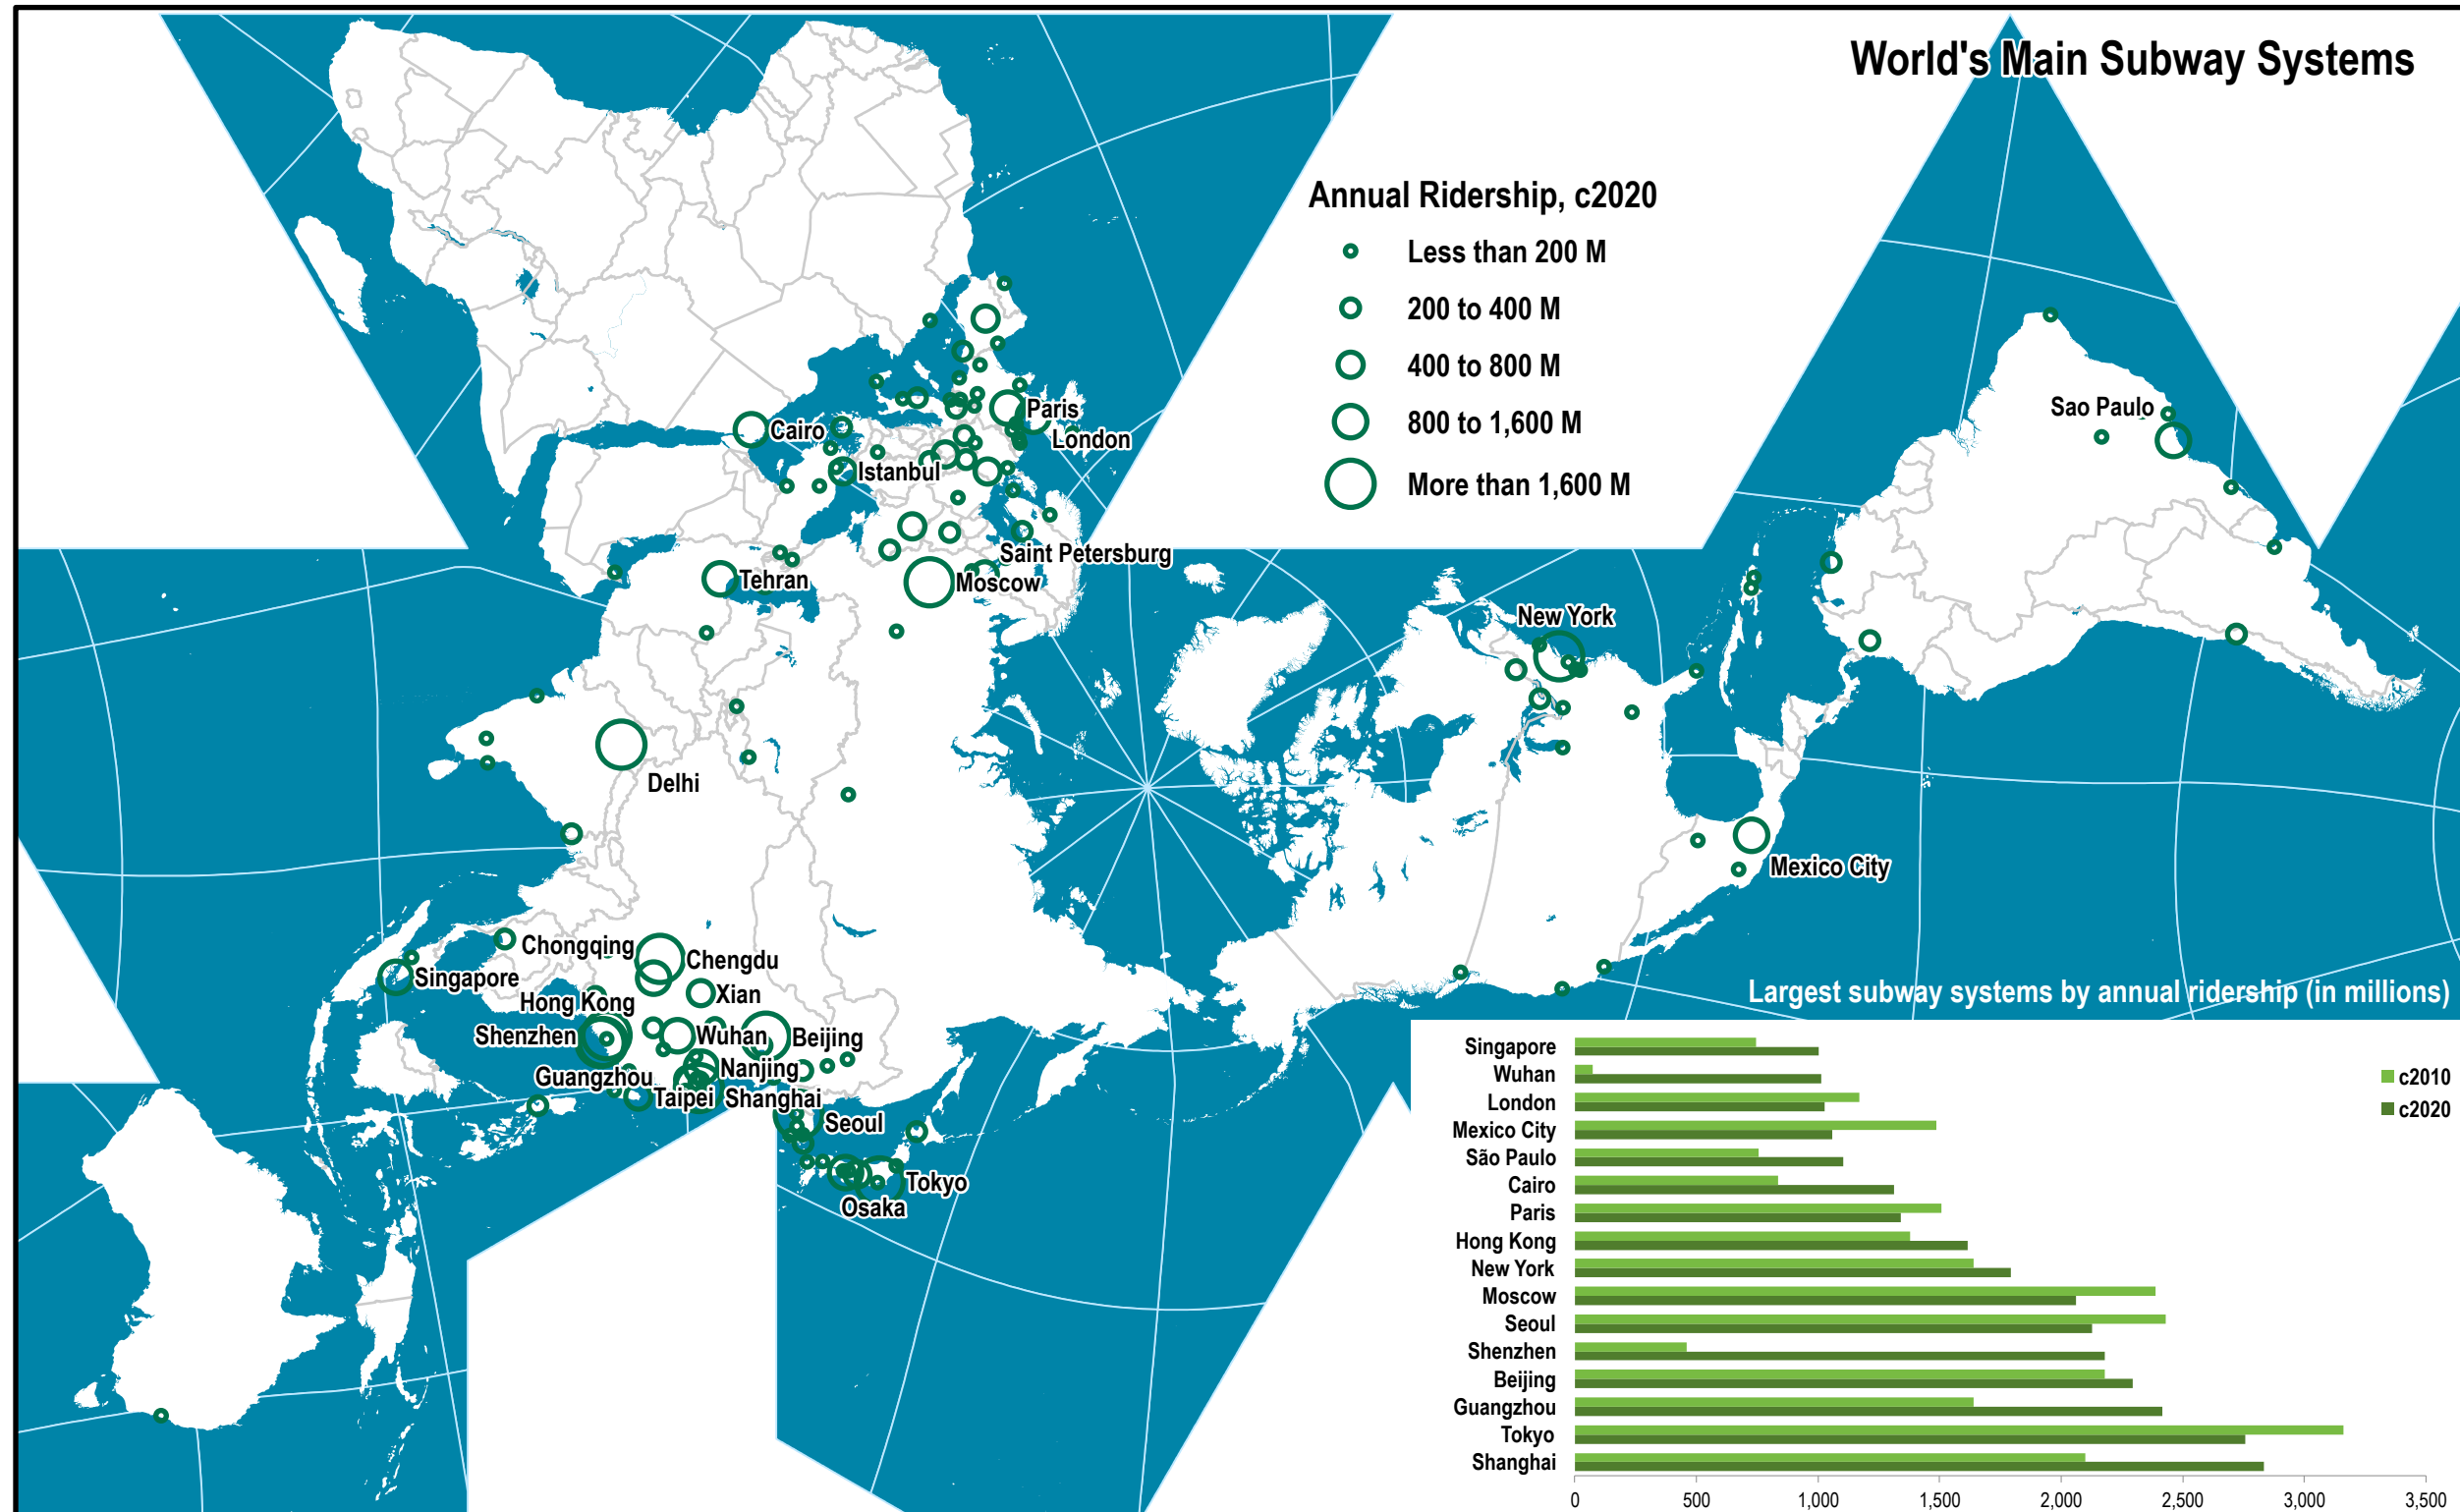 World's Main Subway Systems
Annual Ridership, c2020
Less than 200 M
200 to 400 M
400 to 800 M
800 to 1,600 M
More than 1,600 M
Sao Paulo
Paris
Cairo
London
Istanbul
Saint Petersburg
Tehran
Moscow
New York
Delhi
Mexico City
Chongqing
Chengdu
Singapore
Xian
Hong Kong
Shenzhen
Wuhan
Beijing
Nanjing
Guangzhou
Taipei
Shanghai
Seoul
Tokyo
Osaka
Largest subway systems by annual ridership (in millions)
Singapore
Wuhan
London
Mexico City
São Paulo
Cairo
Paris
Hong Kong
New York
Moscow
Seoul
Shenzhen
Beijing
Guangzhou
Tokyo
Shanghai
c2010
c2020
0 500 1,000 1,500 2,000 2,500 3,000 3,500